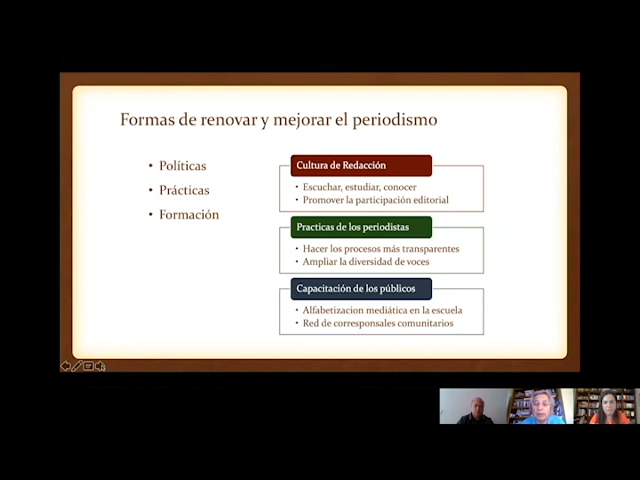 Formas de renovar y mejorar el periodismo
• Políticas
• Prácticas
• Formación
Cultura de Redacción
• Escuchar, estudiar, conocer
• Promover la participación editorial
Practicas de los periodistas
• Hacer los procesos más transparentes
• Ampliar la diversidad de voces
Capacitación de los públicos
• Alfabetizacion mediática en la escuela
• Red de corresponsales comunitarios